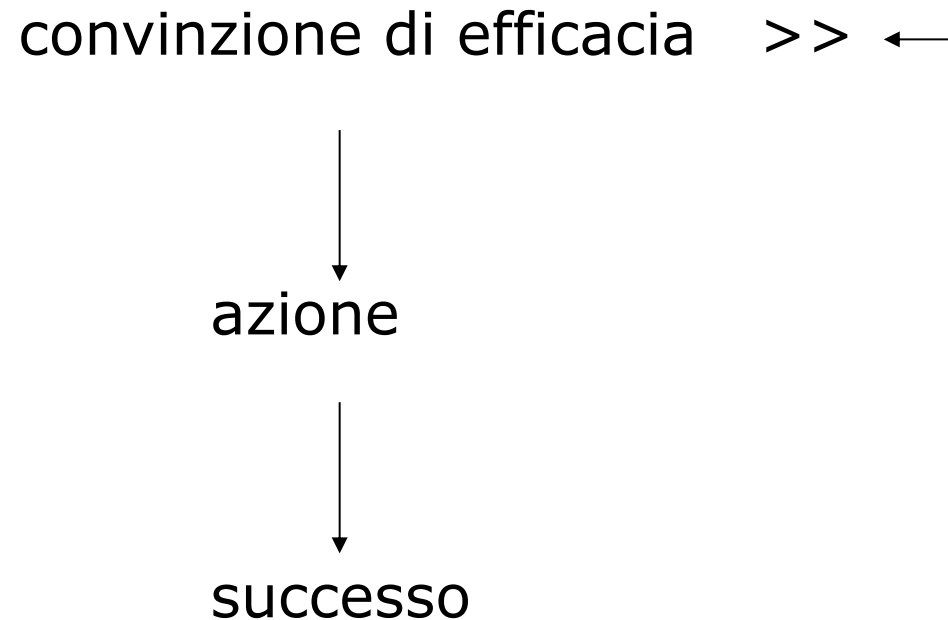 convinzione di efficacia >>
azione
successo